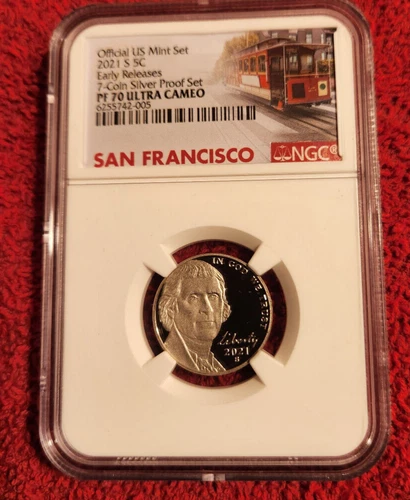 Official US Mint Set
2021 S 5C
Early Releases
7-Coin Silver Proof Set
PF 70 ULTRA CAMEO
6255742-005
SAN FRANCISCO
NGC®
IN GOD WE TRUST
Liberty
2021
S